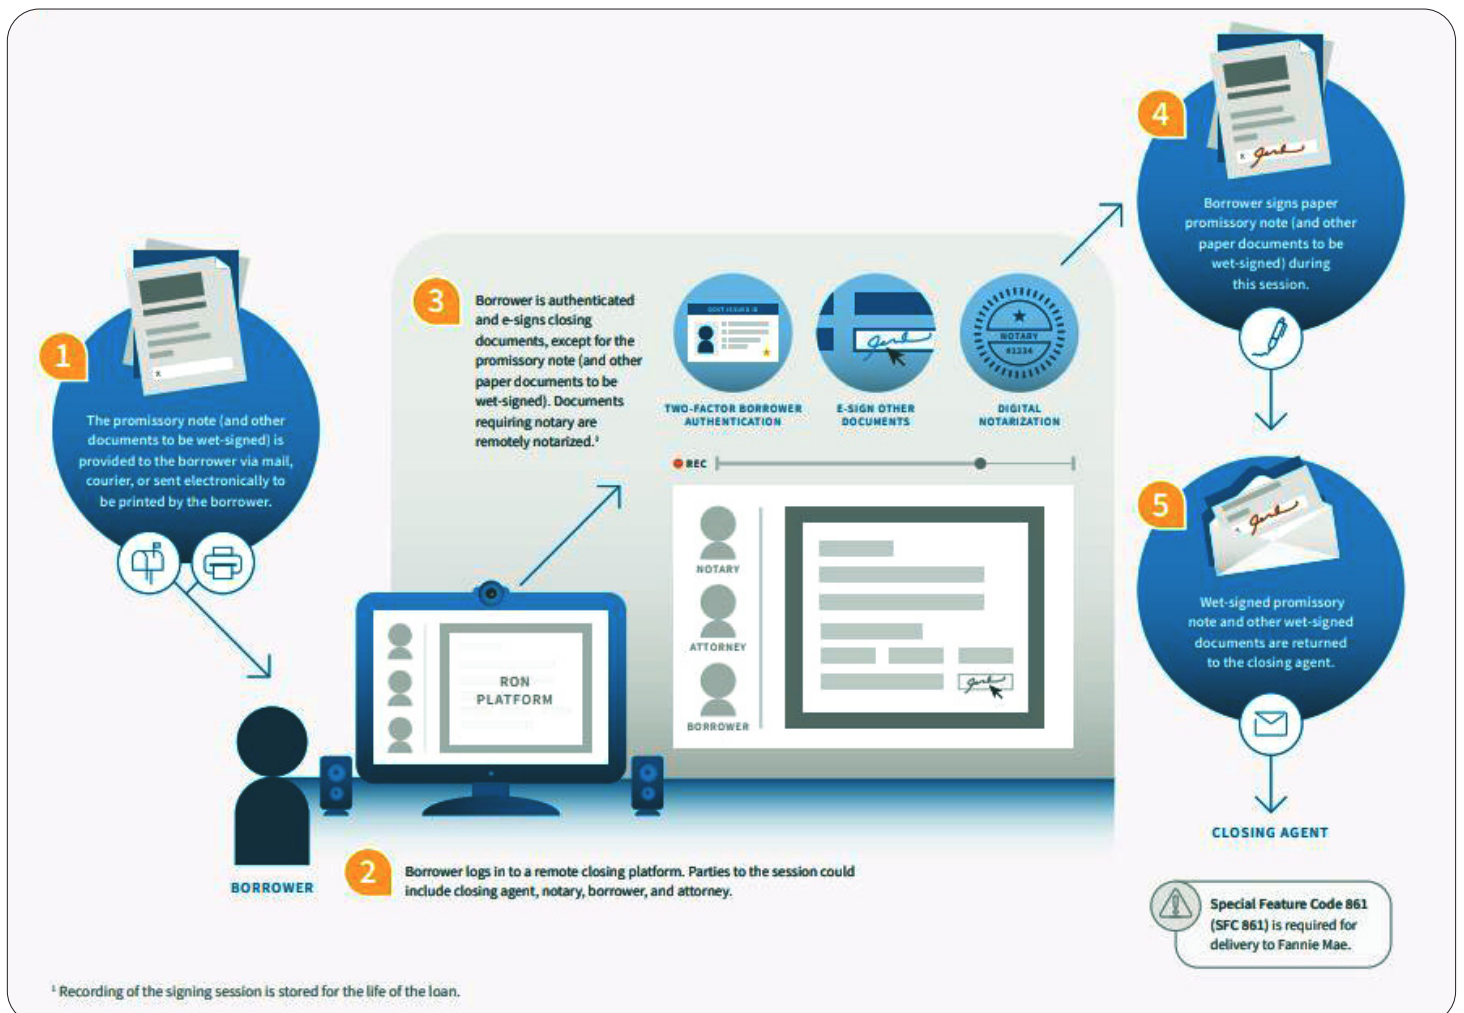 1
The promissory note (and other
documents to be wet-signed) is
provided to the borrower via mail,
courier, or sent electronically to
be printed by the borrower.
x
BORROWER
2
Borrower logs in to a remote closing platform. Parties to the session could
include closing agent, notary, borrower, and attorney.
RON
PLATFORM
3
Borrower is authenticated
and e-signs closing
documents, except for the
promissory note (and other
paper documents to be
wet-signed). Documents
requiring notary are
remotely notarized.¹
GOVT ISSUED ID
TWO-FACTOR BORROWER
AUTHENTICATION
E-SIGN OTHER
DOCUMENTS
NOTARY
#1234
DIGITAL
NOTARIZATION
REC
NOTARY
ATTORNEY
BORROWER
4
x
Borrower signs paper
promissory note (and other
paper documents to be
wet-signed) during
this session.
5
Wet-signed promissory
note and other wet-signed
documents are returned
to the closing agent.
CLOSING AGENT
Special Feature Code 861
(SFC 861) is required for
delivery to Fannie Mae.
¹ Recording of the signing session is stored for the life of the loan.